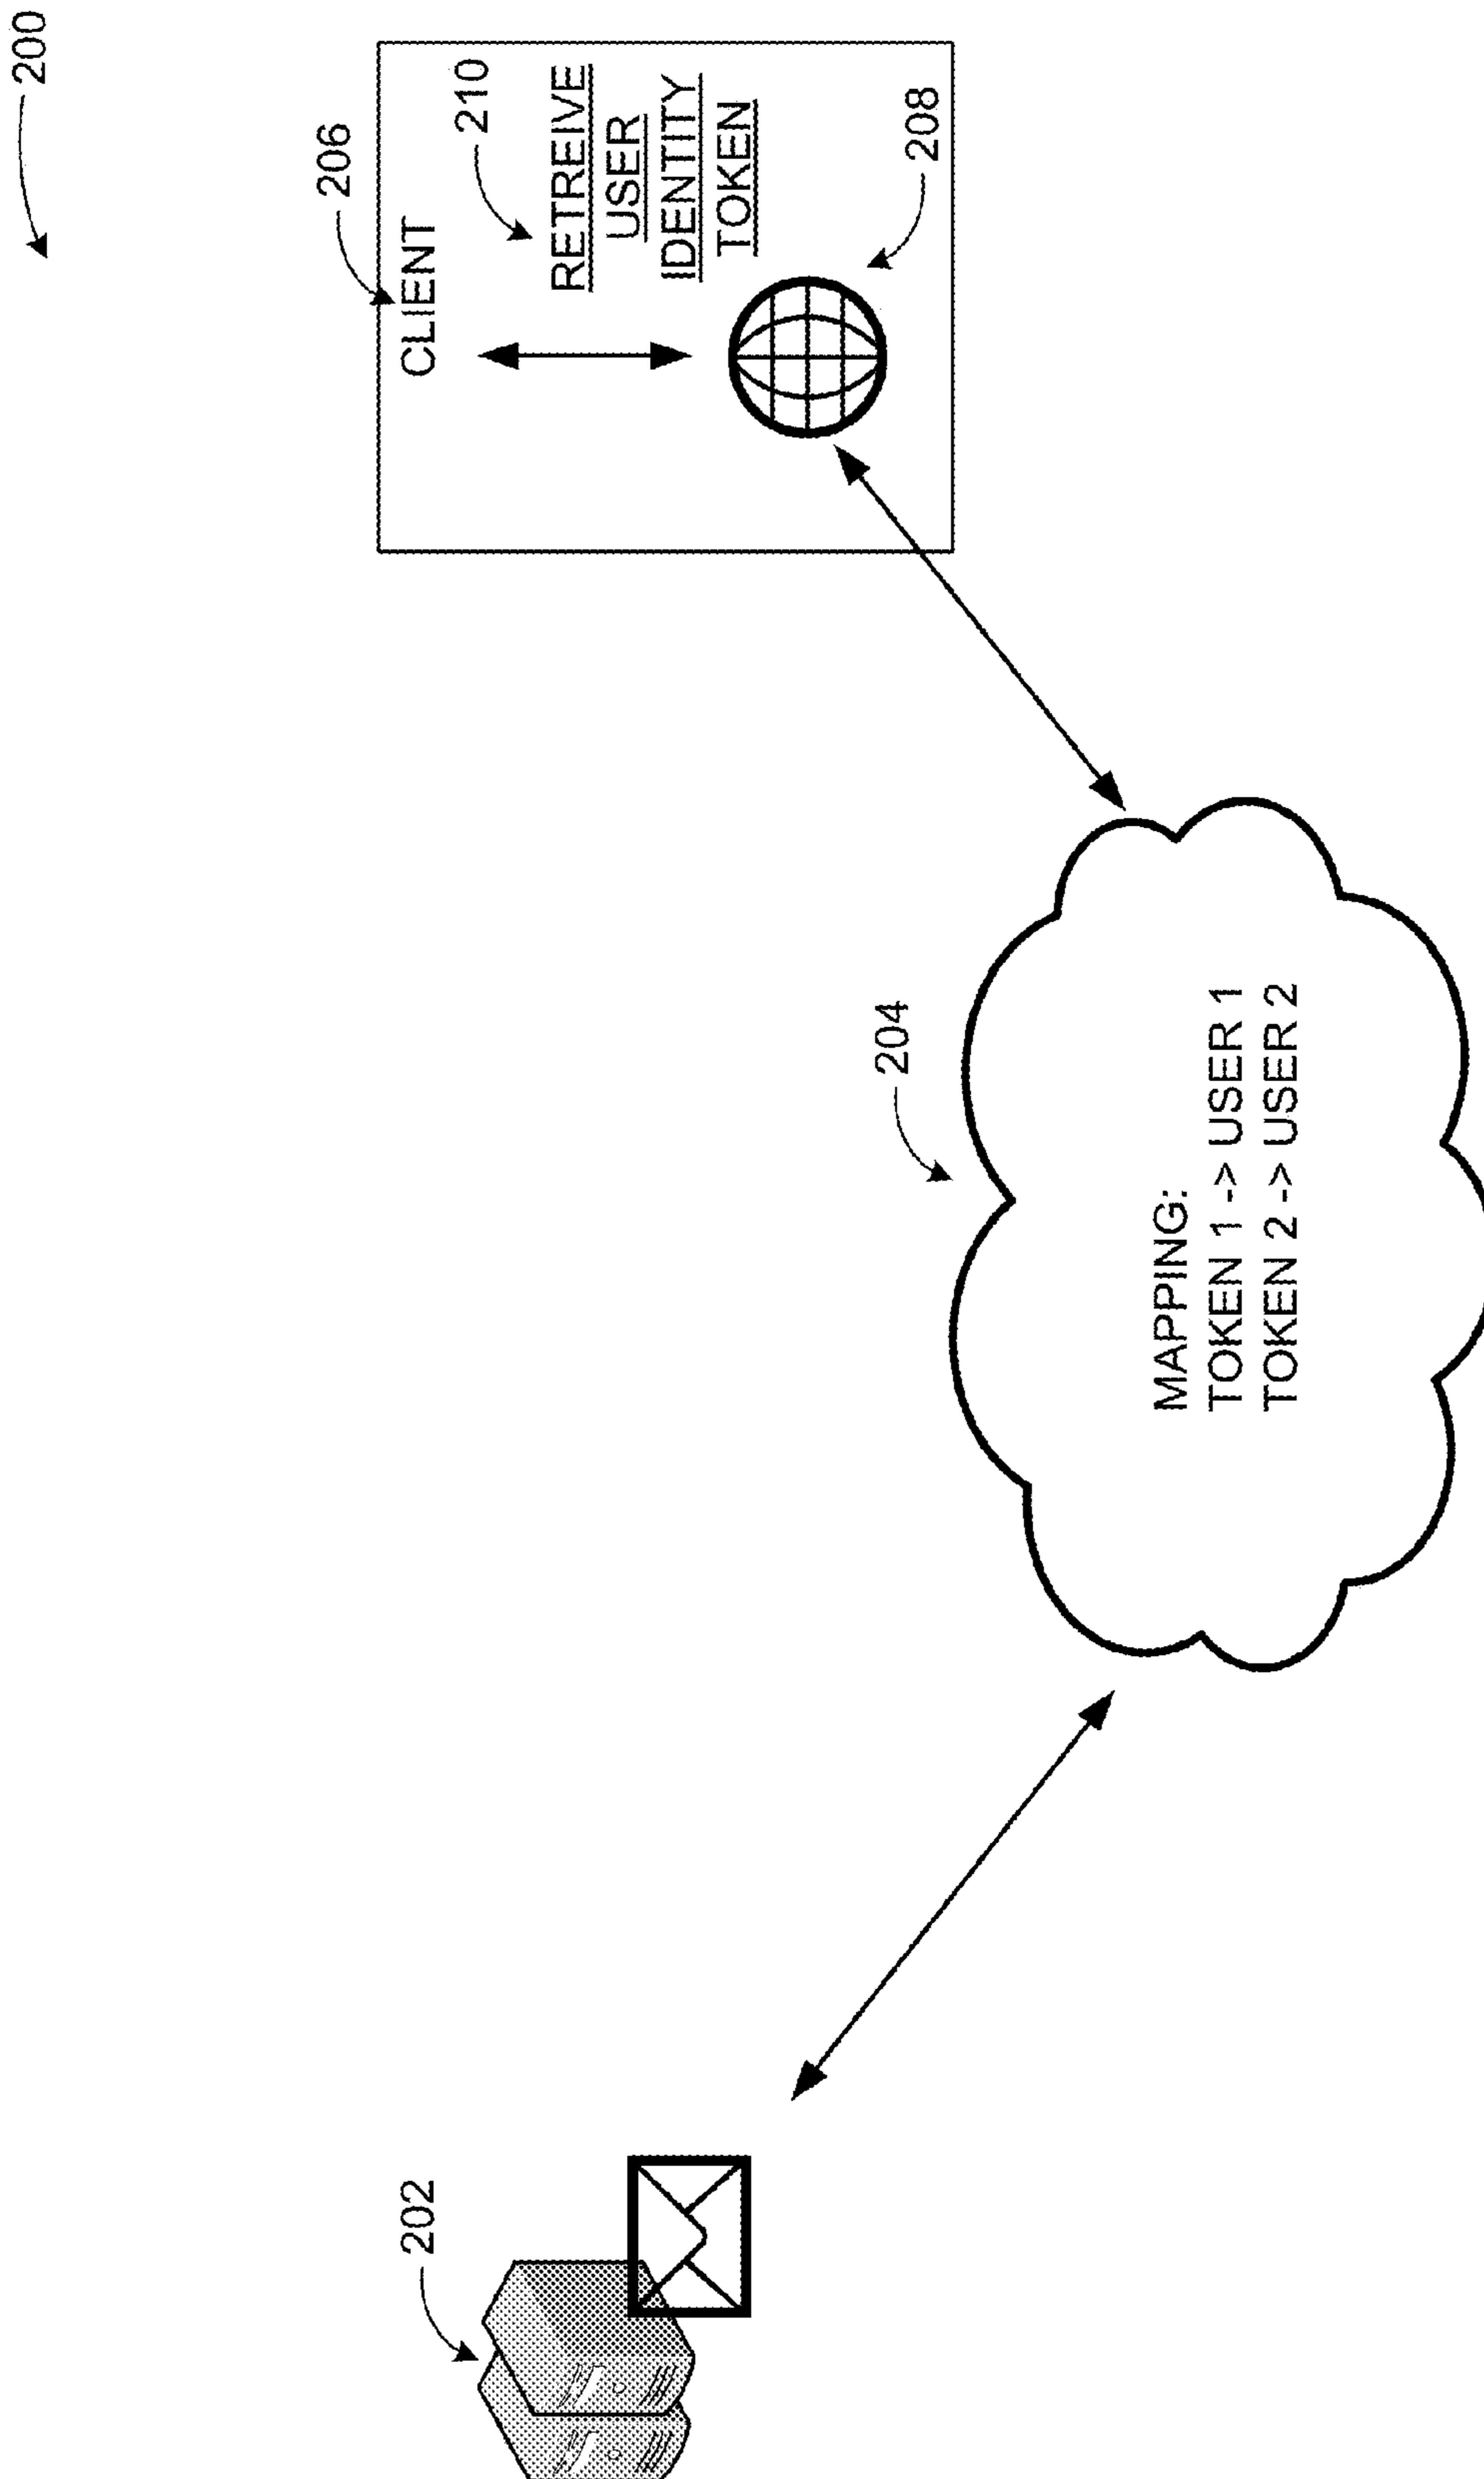 200
206
CLIENT
210
RETREIVE
USER
IDENTITY
TOKEN
208
204
MAPPING:
TOKEN 1 -> USER 1
TOKEN 2 -> USER 2
202